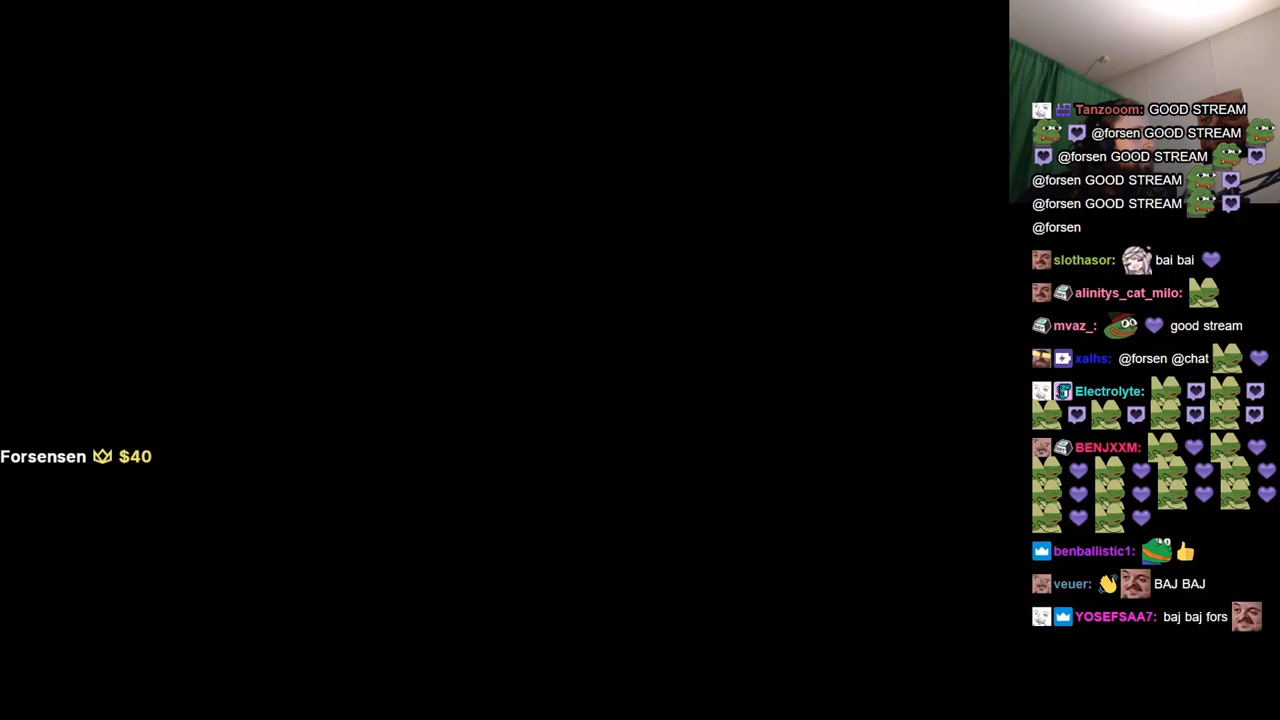 Tanzooom: GOOD STREAM
@forsen GOOD STREAM
@forsen GOOD STREAM
@forsen GOOD STREAM
@forsen GOOD STREAM
@forsen
slothasor: bai bai
alinitys_cat_milo:
mvaz_: good stream
xalhs: @forsen @chat
Electrolyte:
BENJXXM:
Forsensen $40
benballistic1:
veuer: BAJ BAJ
YOSEFSAA7: baj baj fors